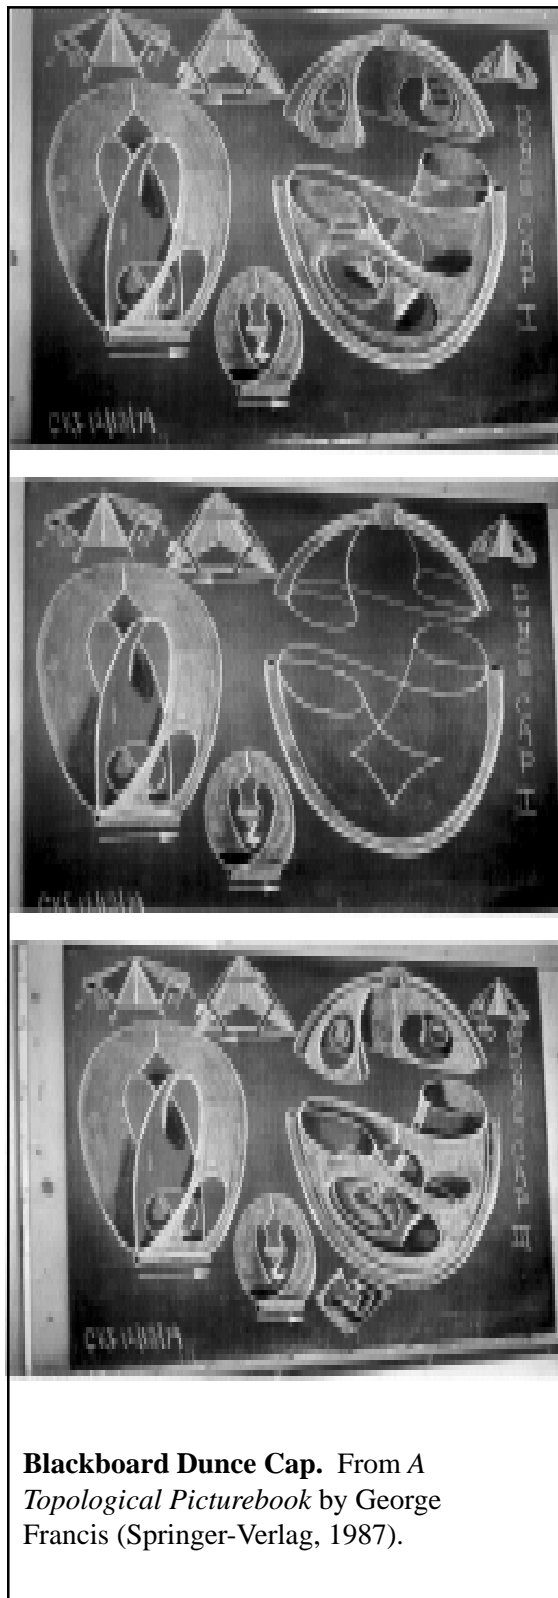 DUNCE CAP I
DUNCE CAP II
DUNCE CAP III
Blackboard Dunce Cap. From A
Topological Picturebook by George
Francis (Springer-Verlag, 1987).